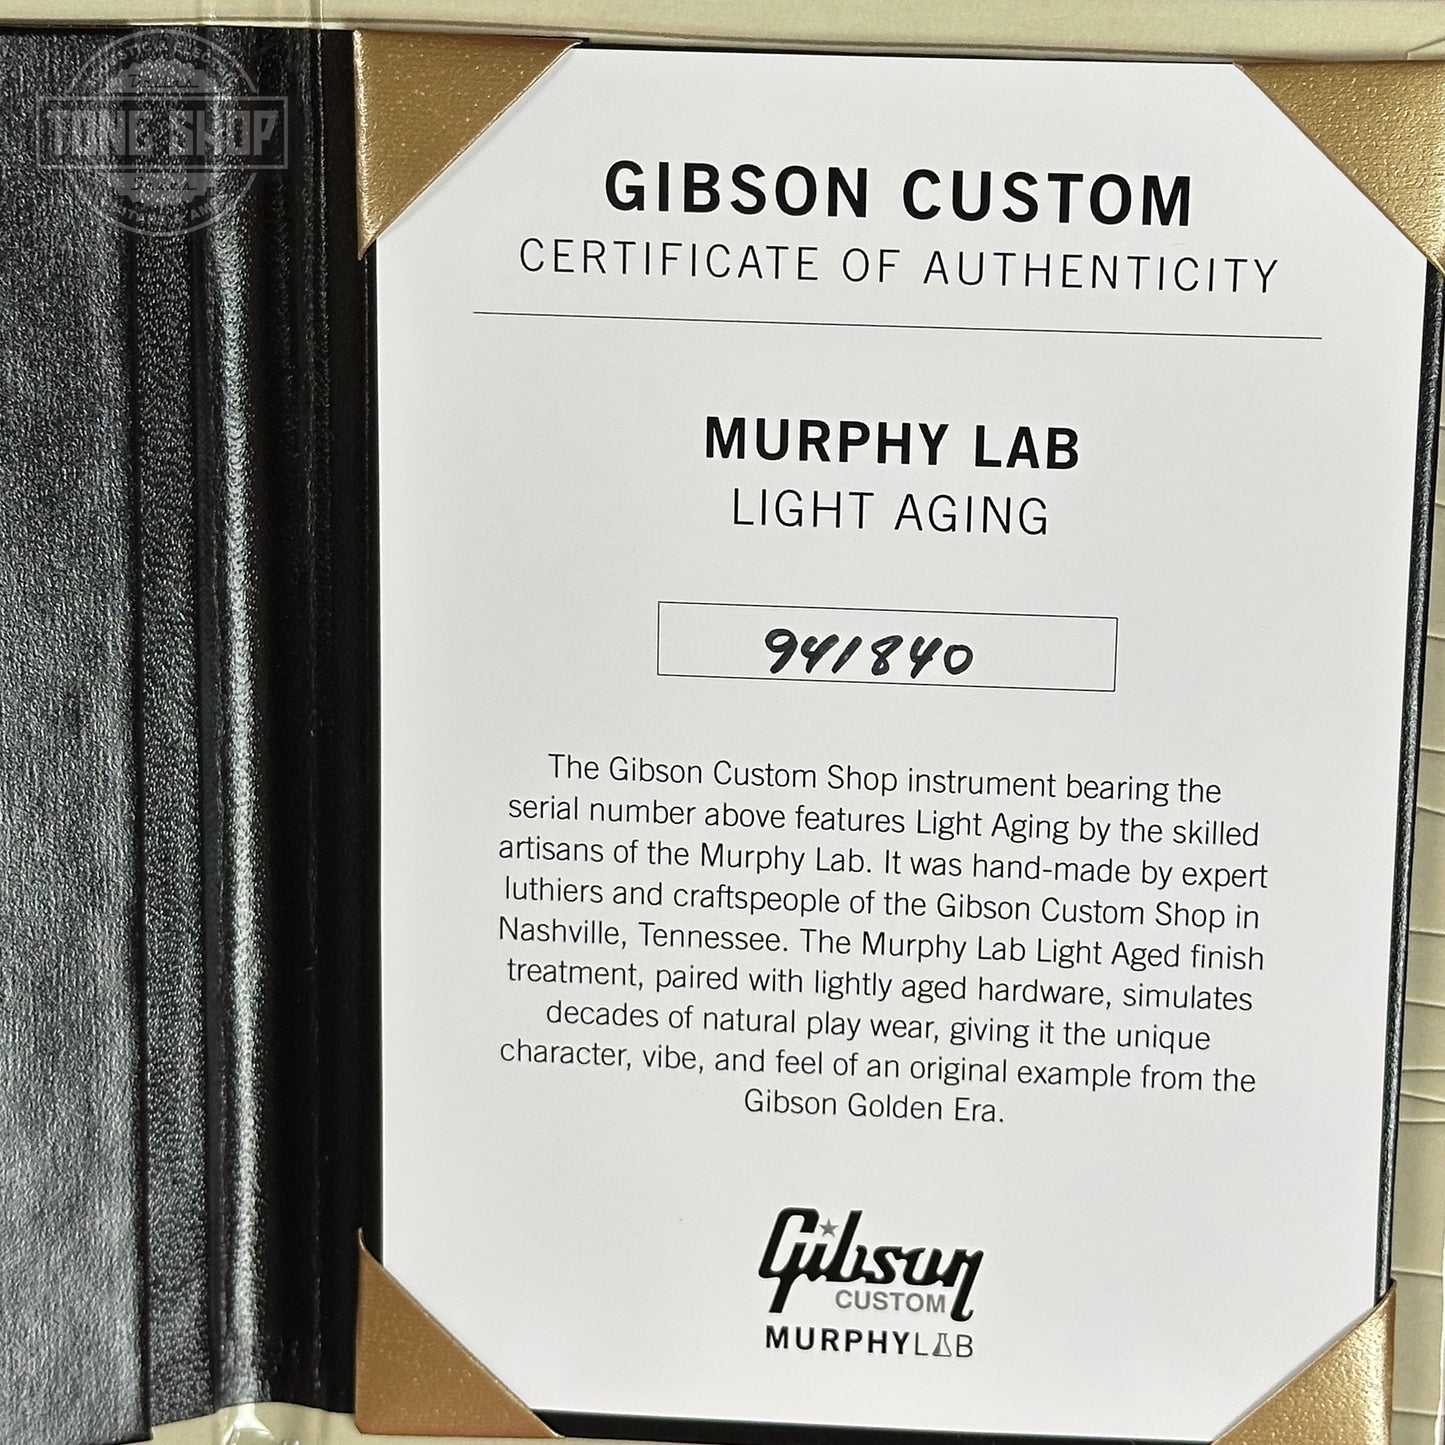 TONE SHOP
GIBSON CUSTOM
CERTIFICATE OF AUTHENTICITY
MURPHY LAB
LIGHT AGING
941840
The Gibson Custom Shop instrument bearing the
serial number above features Light Aging by the skilled
artisans of the Murphy Lab. It was hand-made by expert
luthiers and craftspeople of the Gibson Custom Shop in
Nashville, Tennessee. The Murphy Lab Light Aged finish
treatment, paired with lightly aged hardware, simulates
decades of natural play wear, giving it the unique
character, vibe, and feel of an original example from the
Gibson Golden Era.
Gibson
CUSTOM
MURPHYLAB